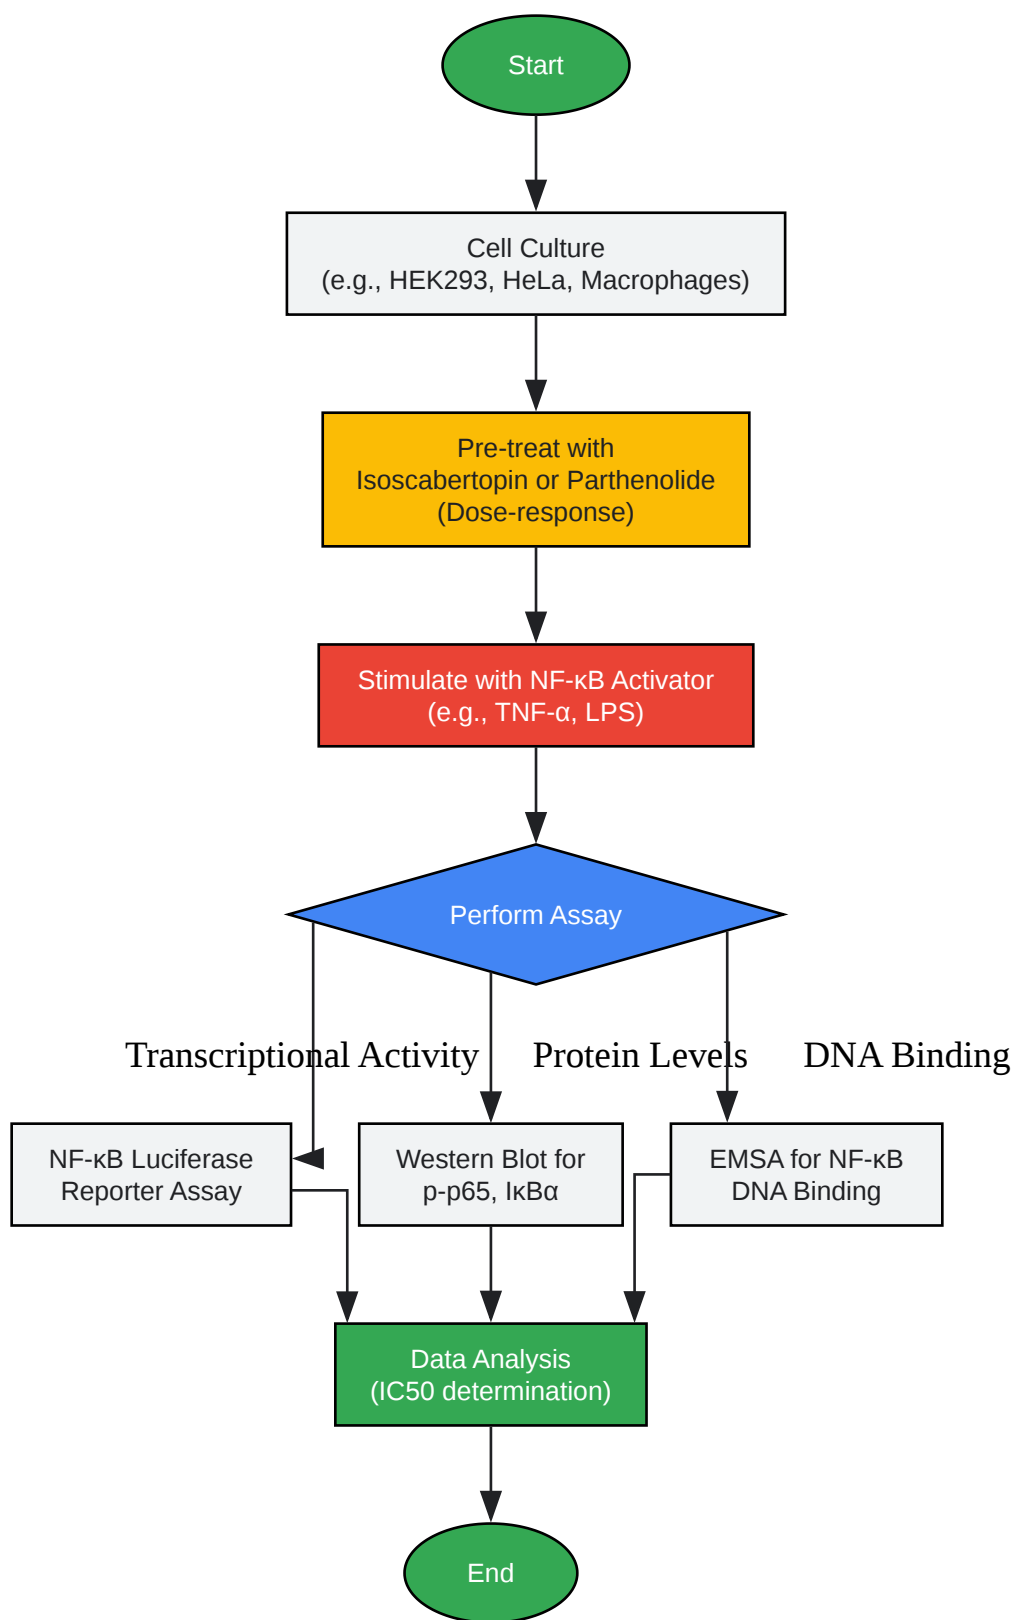 Start
Cell Culture
(e.g., HEK293, HeLa, Macrophages)
Pre-treat with
Isoscabertopin or Parthenolide
(Dose-response)
Stimulate with NF-κB Activator
(e.g., TNF-α, LPS)
Perform Assay
Transcriptional Activity
Protein Levels
DNA Binding
NF-κB Luciferase
Reporter Assay
Western Blot for
p-p65, IκBα
EMSA for NF-κB
DNA Binding
Data Analysis
(IC50 determination)
End